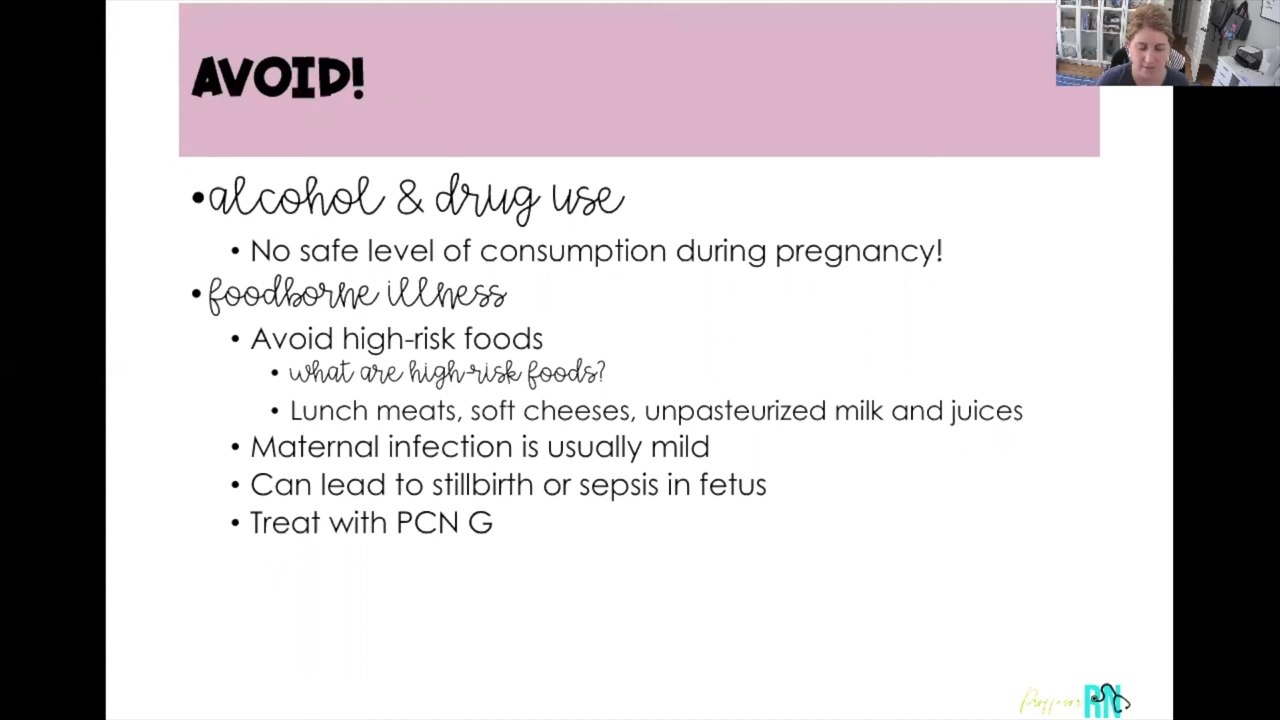 AVOID!
•alcohol & drug use
• No safe level of consumption during pregnancy!
• foodborne illness
• Avoid high-risk foods
• what are high-risk foods?
• Lunch meats, soft cheeses, unpasteurized milk and juices
• Maternal infection is usually mild
• Can lead to stillbirth or sepsis in fetus
• Treat with PCN G
Professor RN